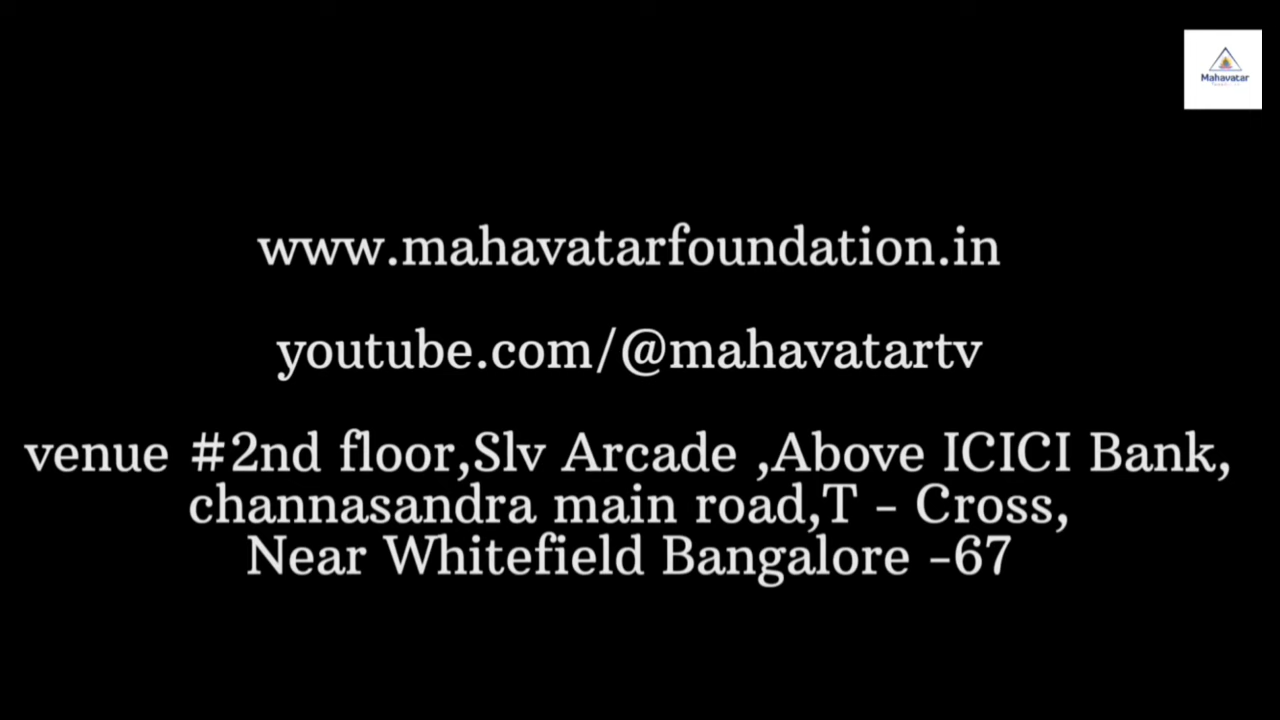 Mahavatar
www.mahavatarfoundation.in
youtube.com/@mahavatartv
venue #2nd floor,Slv Arcade ,Above ICICI Bank,
channasandra main road,T - Cross,
Near Whitefield Bangalore -67